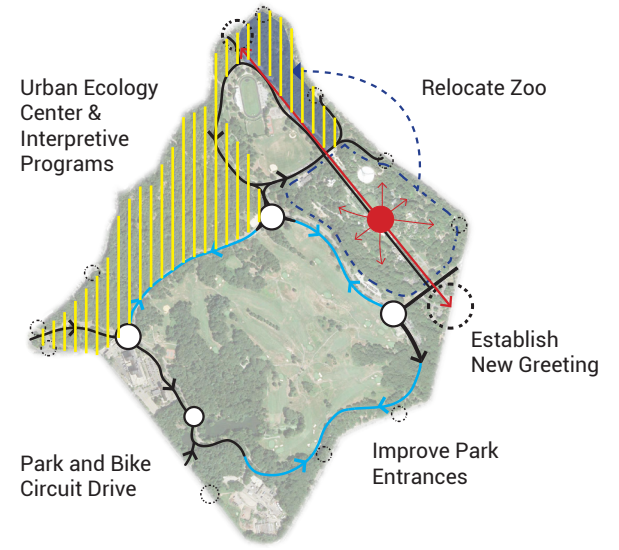 Urban Ecology
Center &
Interpretive
Programs
Relocate Zoo
Establish
New Greeting
Improve Park
Entrances
Park and Bike
Circuit Drive